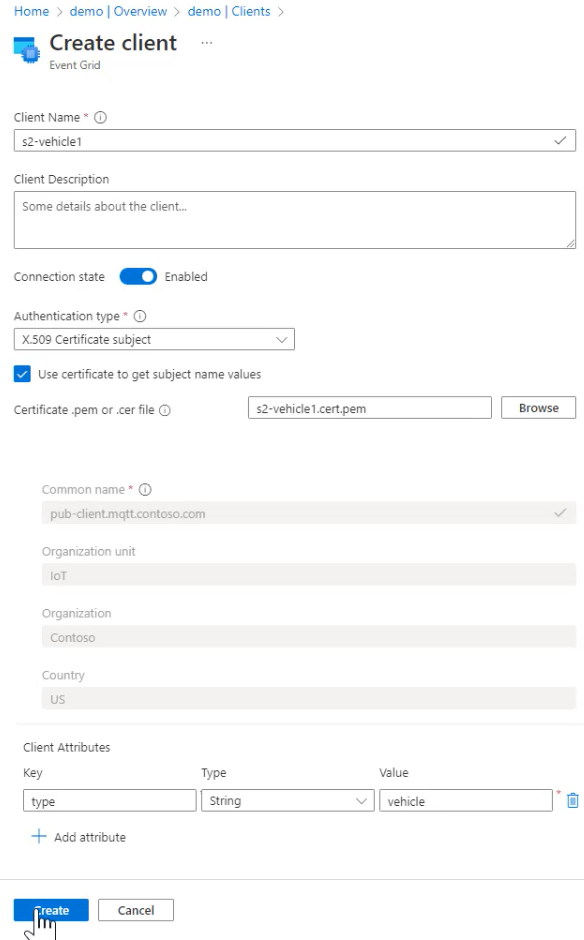 Home > demo | Overview > demo | Clients >
Create client ...
Event Grid
Client Name *
s2-vehicle1
Client Description
Some details about the client...
Connection state Enabled
Authentication type *
X.509 Certificate subject
Use certificate to get subject name values
Certificate .pem or .cer file s2-vehicle1.cert.pem Browse
Common name *
pub-client.mqtt.contoso.com
Organization unit
IoT
Organization
Contoso
Country
US
Client Attributes
Key Type Value
type * String vehicle *
+ Add attribute
Create Cancel